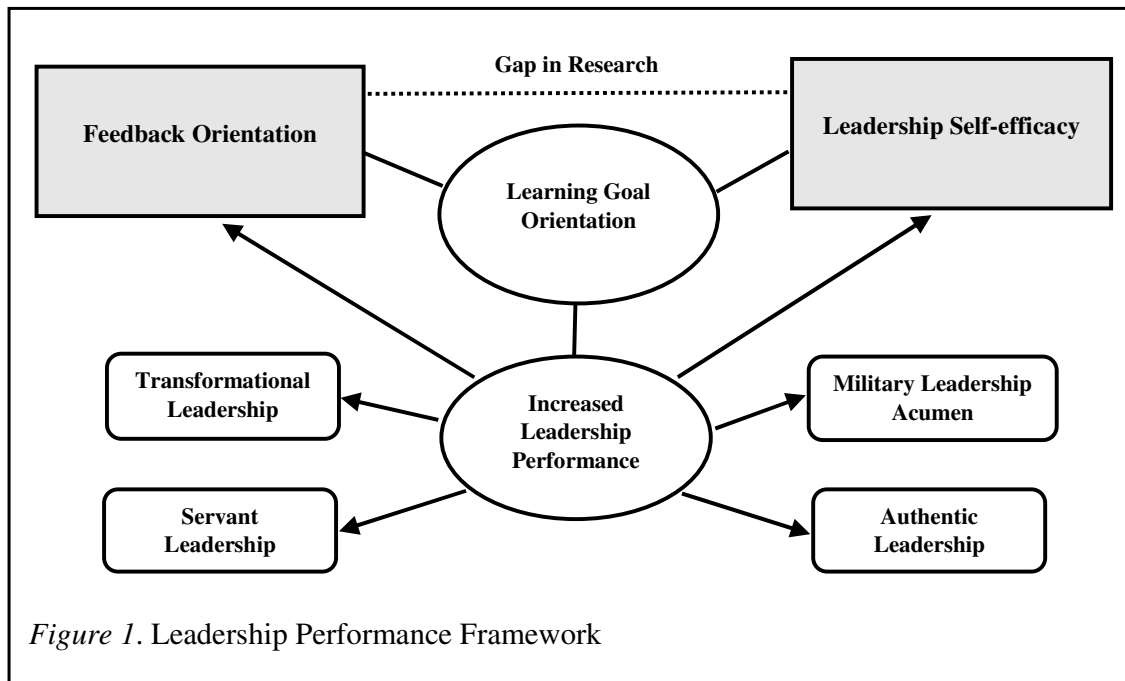 Gap in Research
Feedback Orientation
Leadership Self-efficacy
Learning Goal
Orientation
Transformational
Leadership
Increased
Leadership
Performance
Military Leadership
Acumen
Servant
Leadership
Authentic
Leadership
Figure 1. Leadership Performance Framework